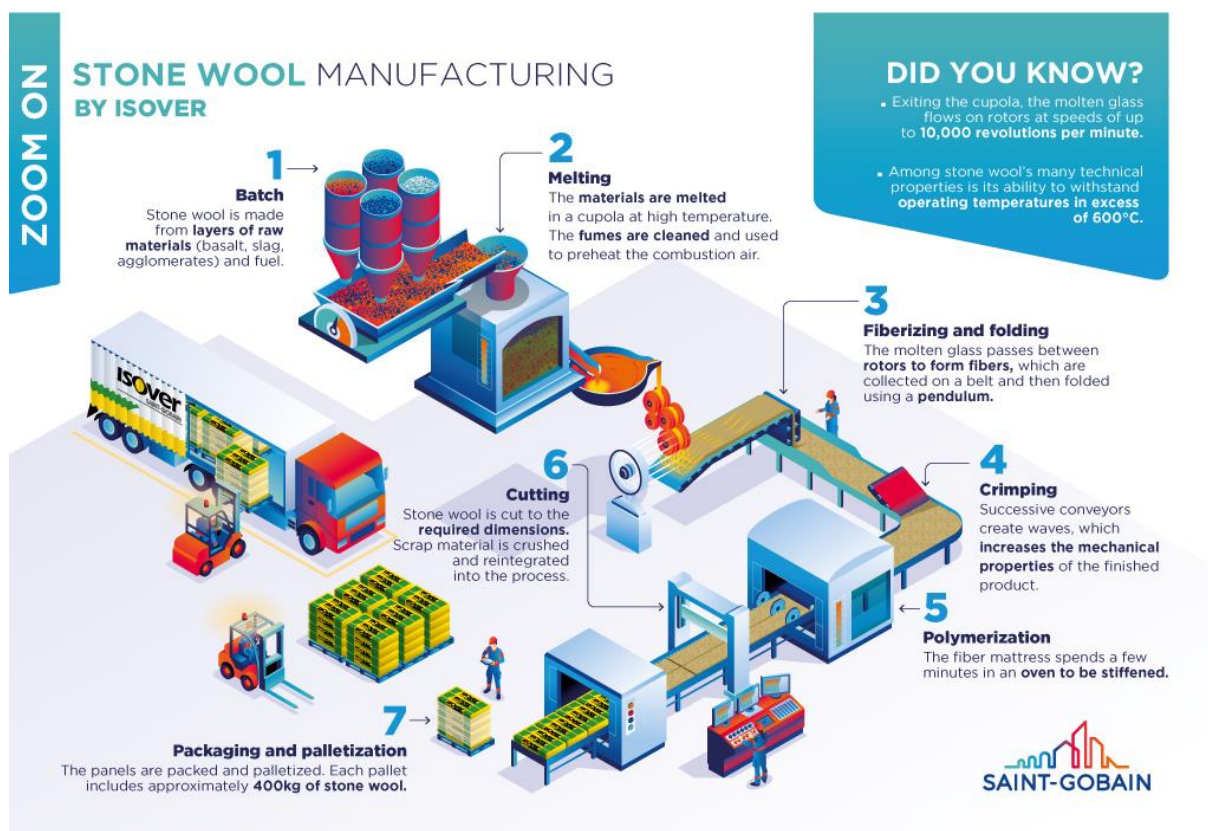 ZOOM ON
STONE WOOL MANUFACTURING
BY ISOVER
DID YOU KNOW?
▪ Exiting the cupola, the molten glass
flows on rotors at speeds of up
to 10,000 revolutions per minute.
▪ Among stone wool's many technical
properties is its ability to withstand
operating temperatures in excess
of 600°C.
1
Batch
Stone wool is made
from layers of raw
materials (basalt, slag,
agglomerates) and fuel.
2
Melting
The materials are melted
in a cupola at high temperature.
The fumes are cleaned and used
to preheat the combustion air.
3
Fiberizing and folding
The molten glass passes between
rotors to form fibers, which are
collected on a belt and then folded
using a pendulum.
isover
SAINT-GOBAIN
4
Crimping
Successive conveyors
create waves, which
increases the mechanical
properties of the finished
product.
5
Polymerization
The fiber mattress spends a few
minutes in an oven to be stiffened.
6
Cutting
Stone wool is cut to the
required dimensions.
Scrap material is crushed
and reintegrated
into the process.
7
Packaging and palletization
The panels are packed and palletized. Each pallet
includes approximately 400kg of stone wool.
SAINT-GOBAIN